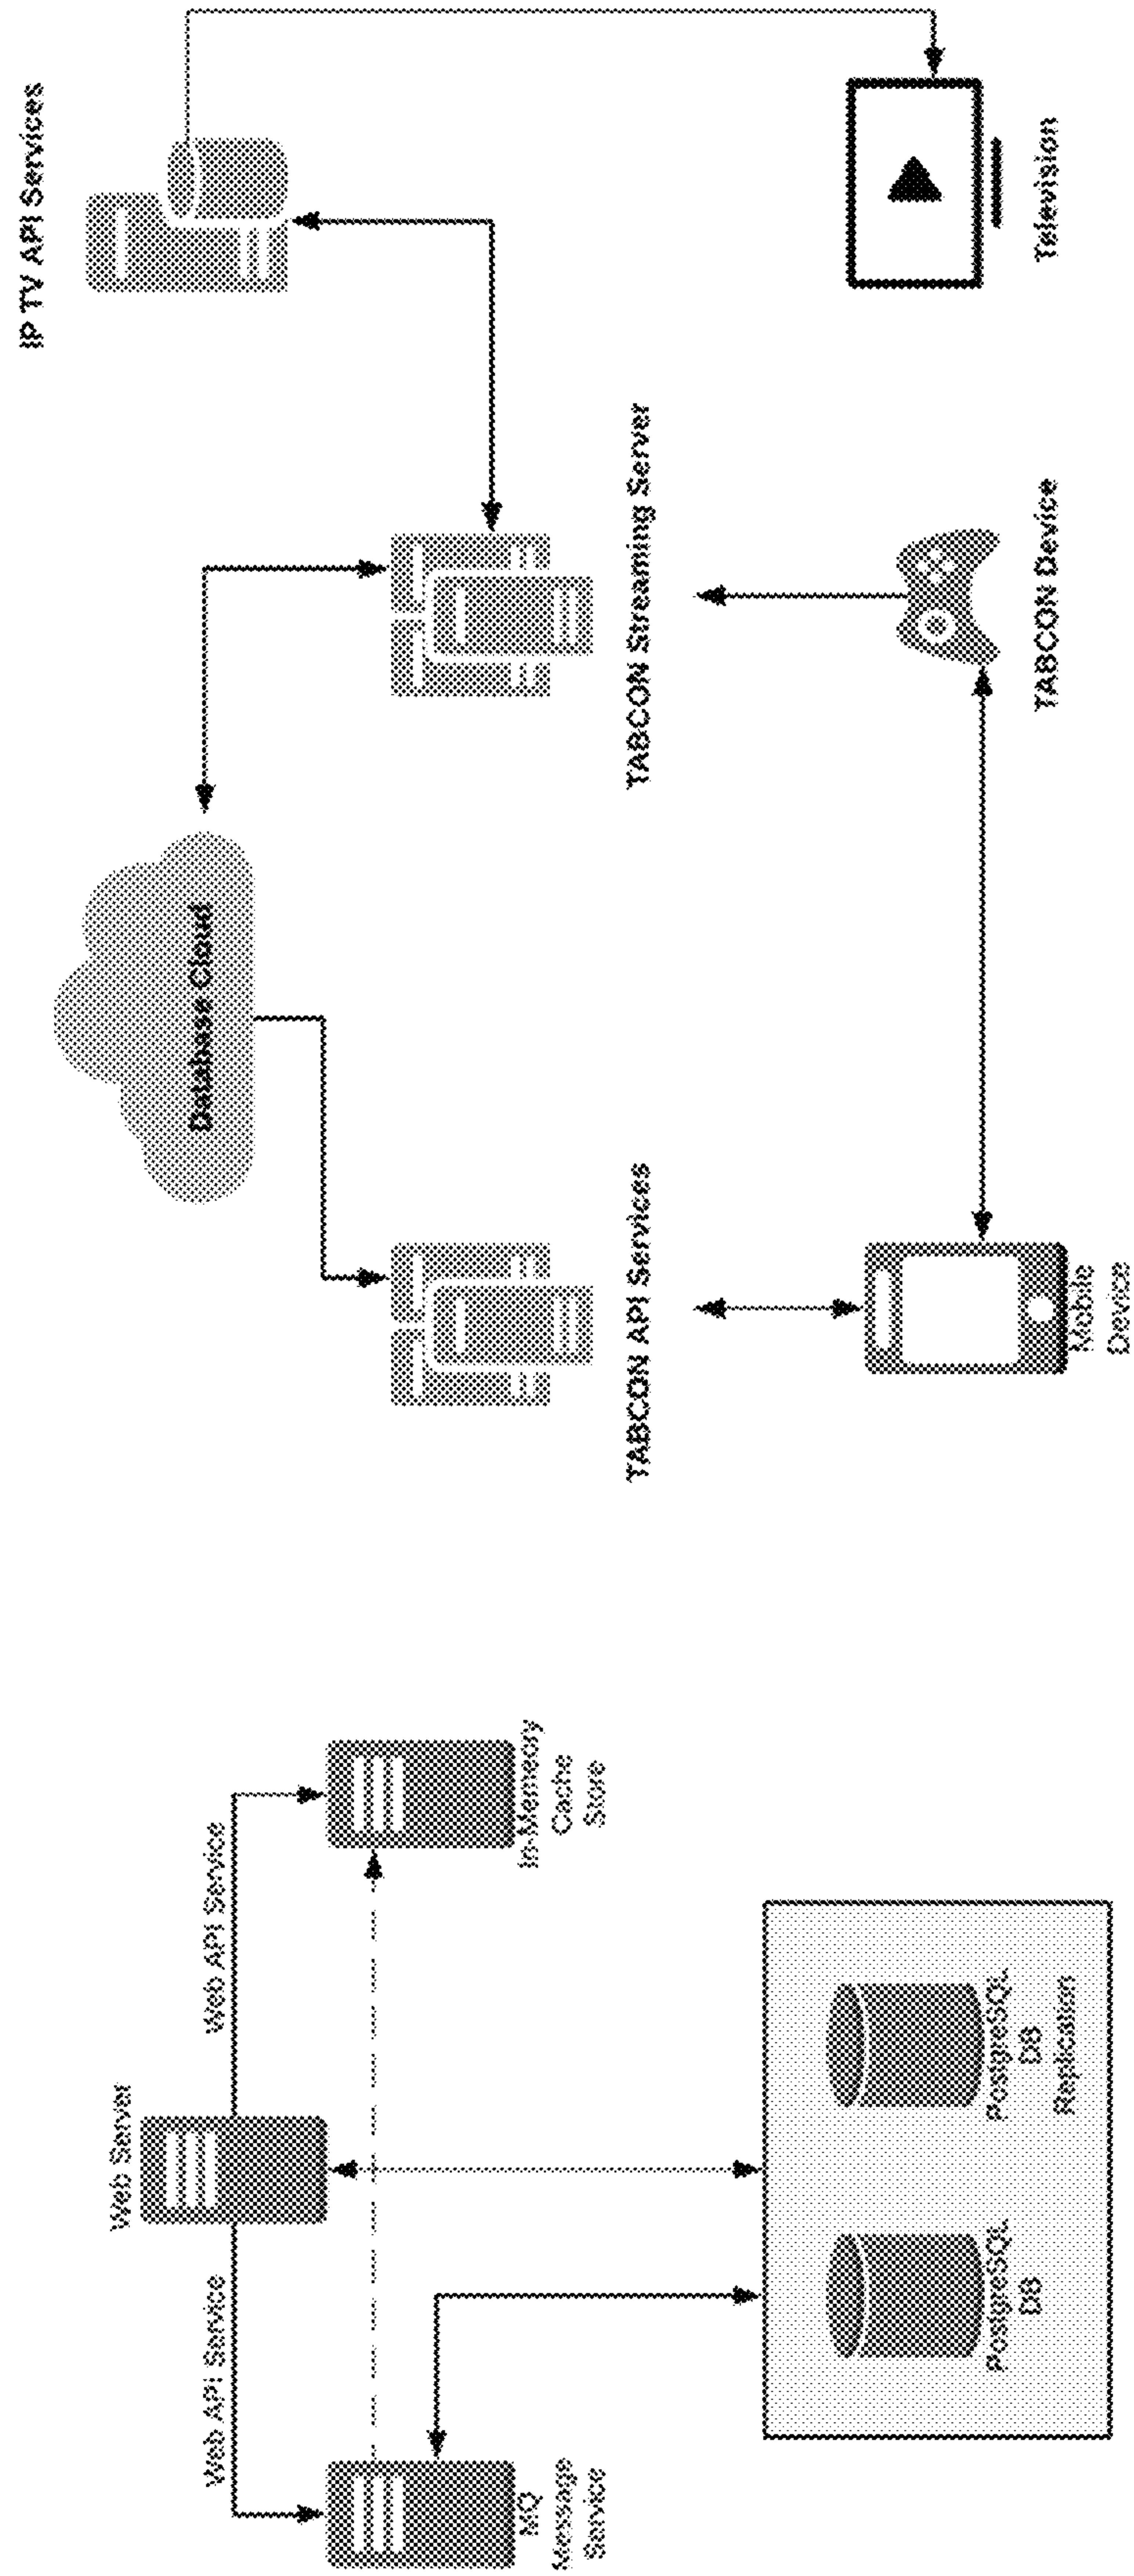 Web Server
Web API Service
Web API Service
MQ
Message
Service
In-Memeory
Cache
Store
PostgreSQL
DB
PostgreSQL
DB
Replication
Database Cloud
IP TV API Services
TABCON API Services
TABCON Streaming Server
Mobile
Device
TABCON Device
Television